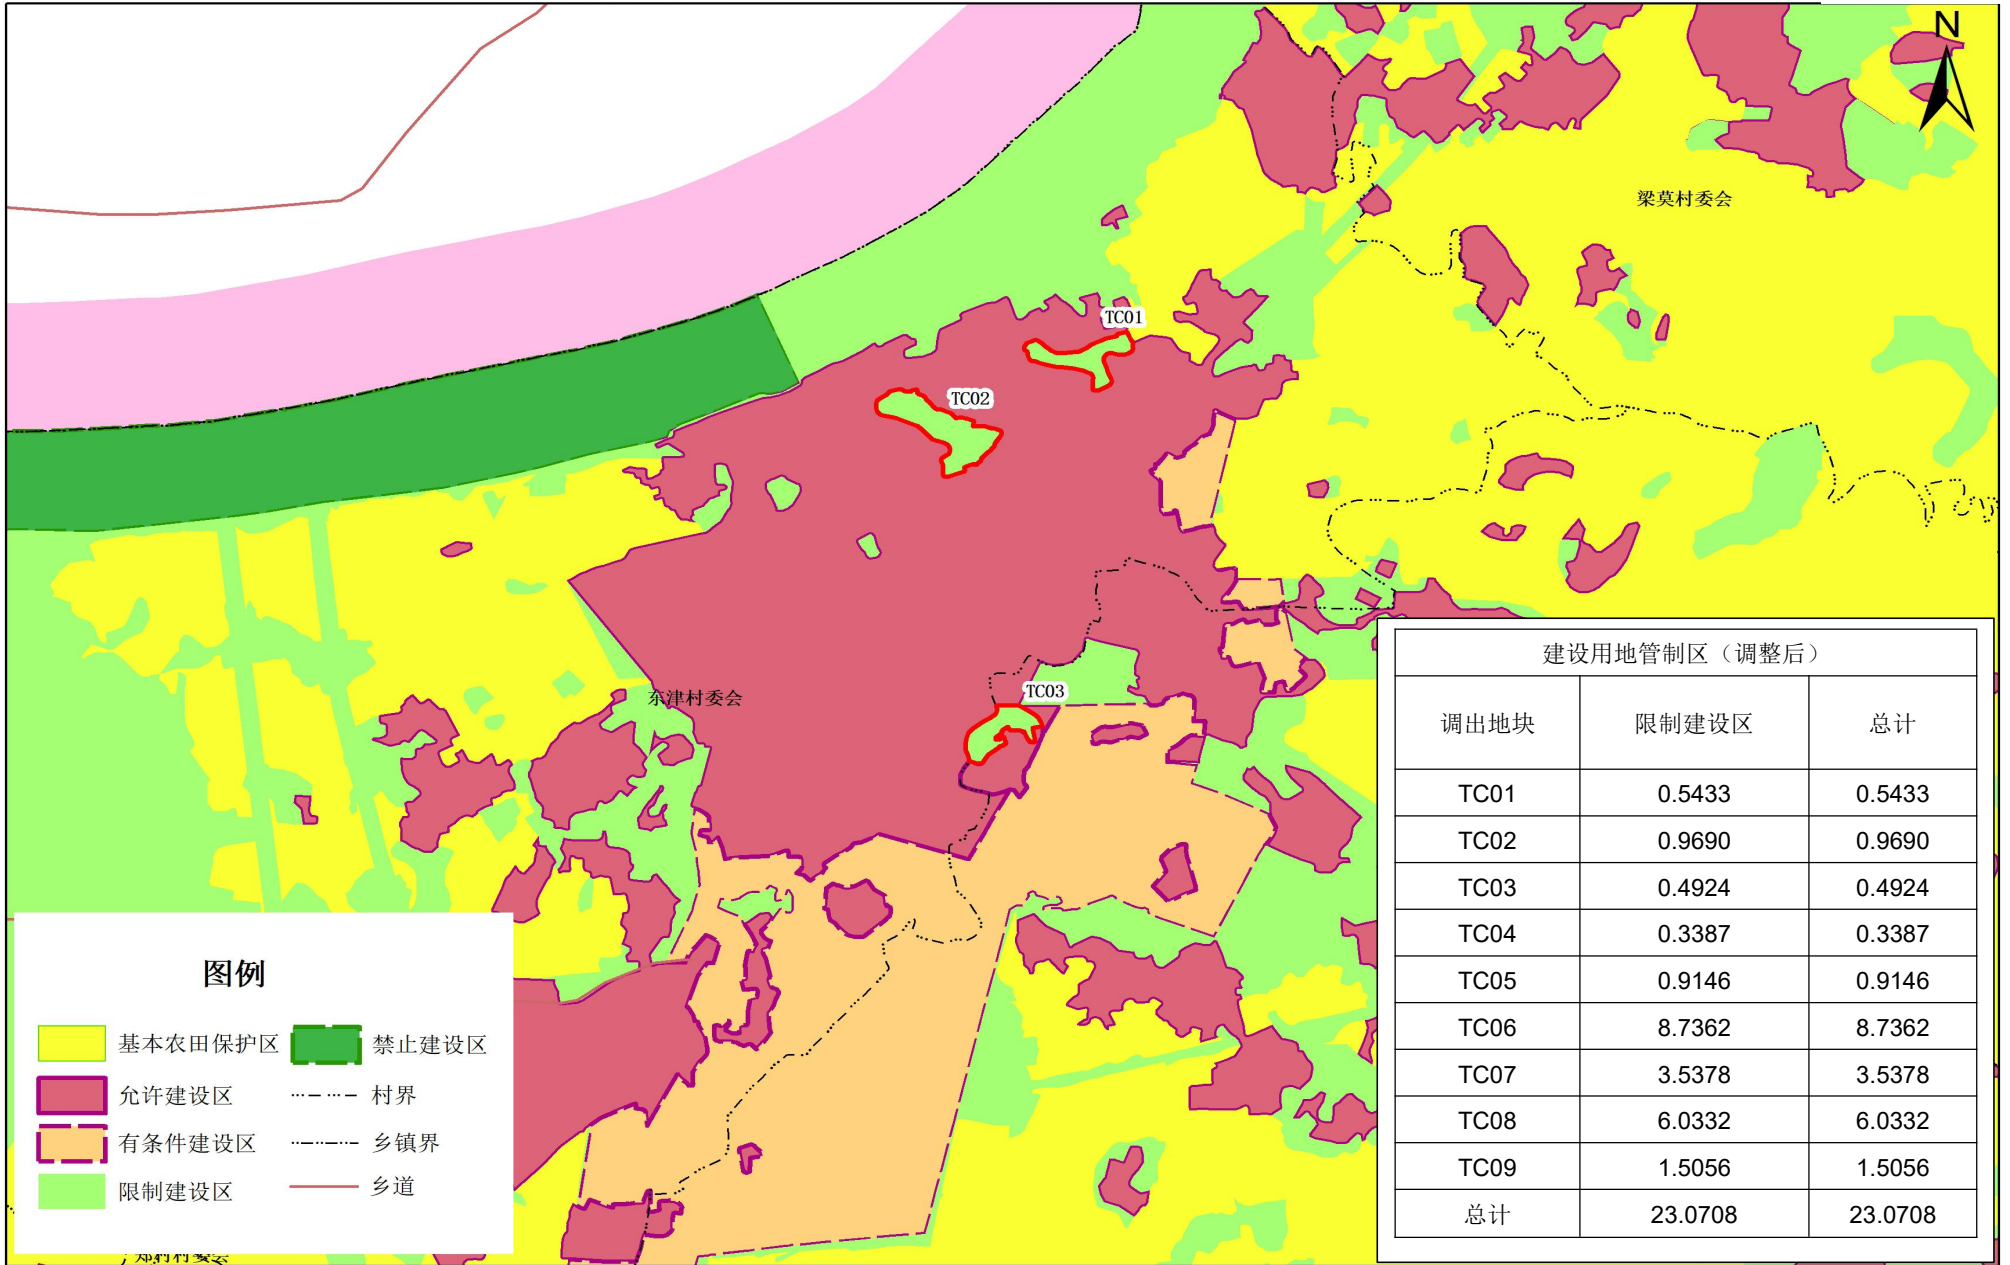 N
梁莫村委会
TC01
TC02
东津村委会
TC03
建设用地管制区（调整后）
调出地块 限制建设区 总计
TC01 0.5433 0.5433
TC02 0.9690 0.9690
TC03 0.4924 0.4924
TC04 0.3387 0.3387
TC05 0.9146 0.9146
TC06 8.7362 8.7362
TC07 3.5378 3.5378
TC08 6.0332 6.0332
TC09 1.5056 1.5056
总计 23.0708 23.0708
图例
基本农田保护区 禁止建设区
允许建设区 村界
有条件建设区 乡镇界
限制建设区 乡道